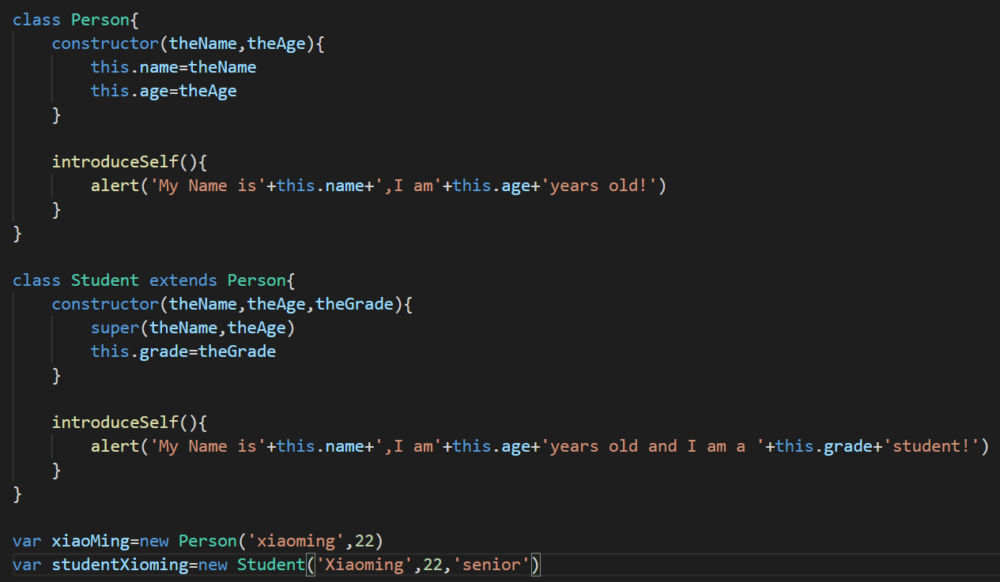 class Person{
    constructor(theName,theAge){
        this.name=theName
        this.age=theAge
    }
    introduceSelf(){
        alert('My Name is'+this.name+',I am'+this.age+'years old!')
    }
}
class Student extends Person{
    constructor(theName,theAge,theGrade){
        super(theName,theAge)
        this.grade=theGrade
    }
    introduceSelf(){
        alert('My Name is'+this.name+',I am'+this.age+'years old and I am a '+this.grade+'student!')
    }
}
var xiaoMing=new Person('xiaoming',22)
var studentXioming=new Student('Xiaoming',22,'senior')